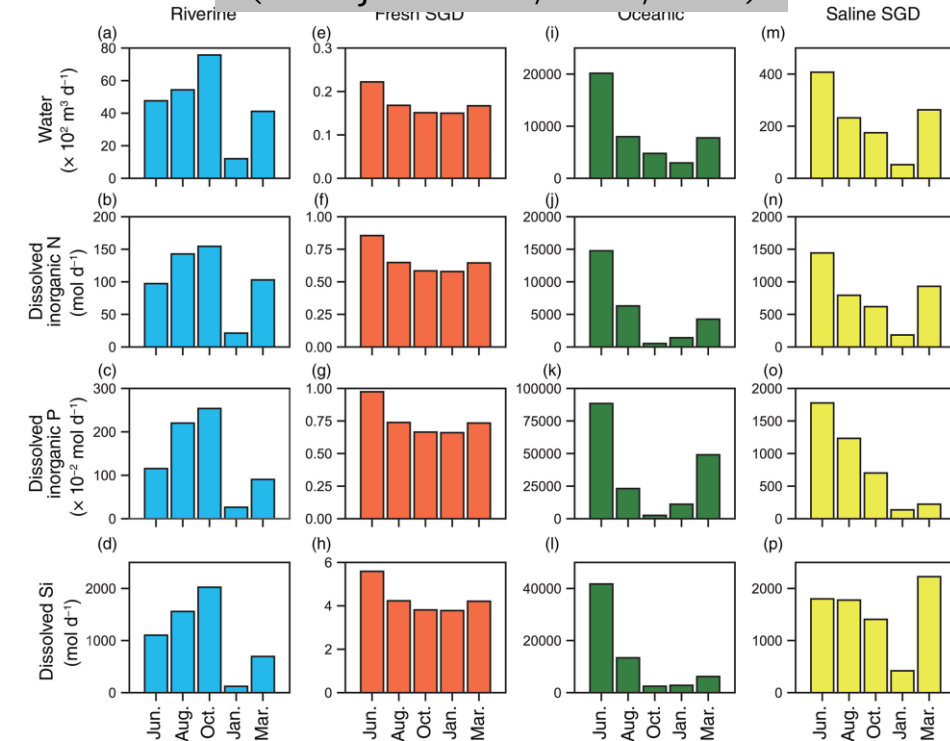 Riverine Fresh SGD Oceanic Saline SGD
(a) (e) (i) (m)
Water
(× 10² m³ d⁻¹)
80 60 40 20 0
0.3 0.2 0.1 0.0
20000 10000 0
400 200 0
(b) (f) (j) (n)
Dissolved
inorganic N
(mol d⁻¹)
200 150 100 50 0
1.00 0.75 0.50 0.25 0.00
20000 15000 10000 5000 0
2000 1500 1000 500 0
(c) (g) (k) (o)
Dissolved
inorganic P
(× 10⁻² mol d⁻¹)
300 200 100 0
1.00 0.75 0.50 0.25 0.00
100000 75000 50000 25000 0
2000 1500 1000 500 0
(d) (h) (l) (p)
Dissolved Si
(mol d⁻¹)
2000 1000 0
6 4 2 0
40000 20000 0
2000 1000 0
Jun. Aug. Oct. Jan. Mar. Jun. Aug. Oct. Jan. Mar. Jun. Aug. Oct. Jan. Mar. Jun. Aug. Oct. Jan. Mar.